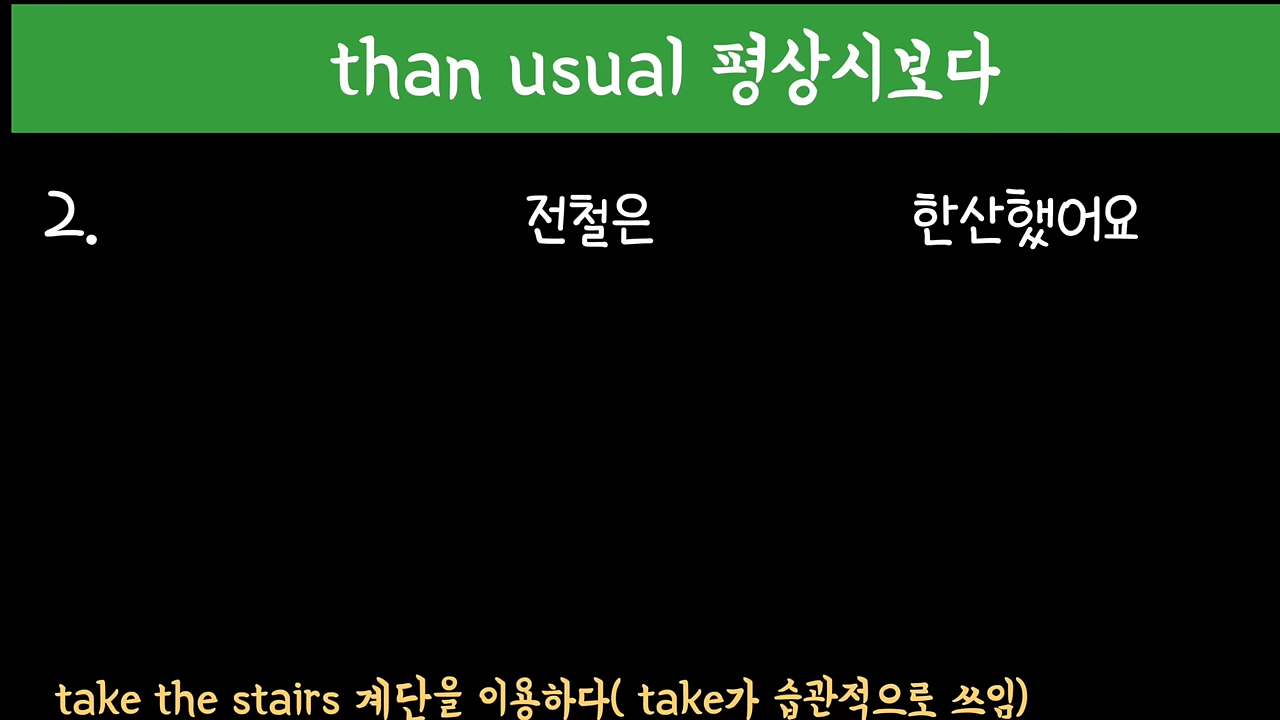 than usual 평상시보다
2. 전철은 한산했어요
take the stairs 계단을 이용하다( take가 습관적으로 쓰임)